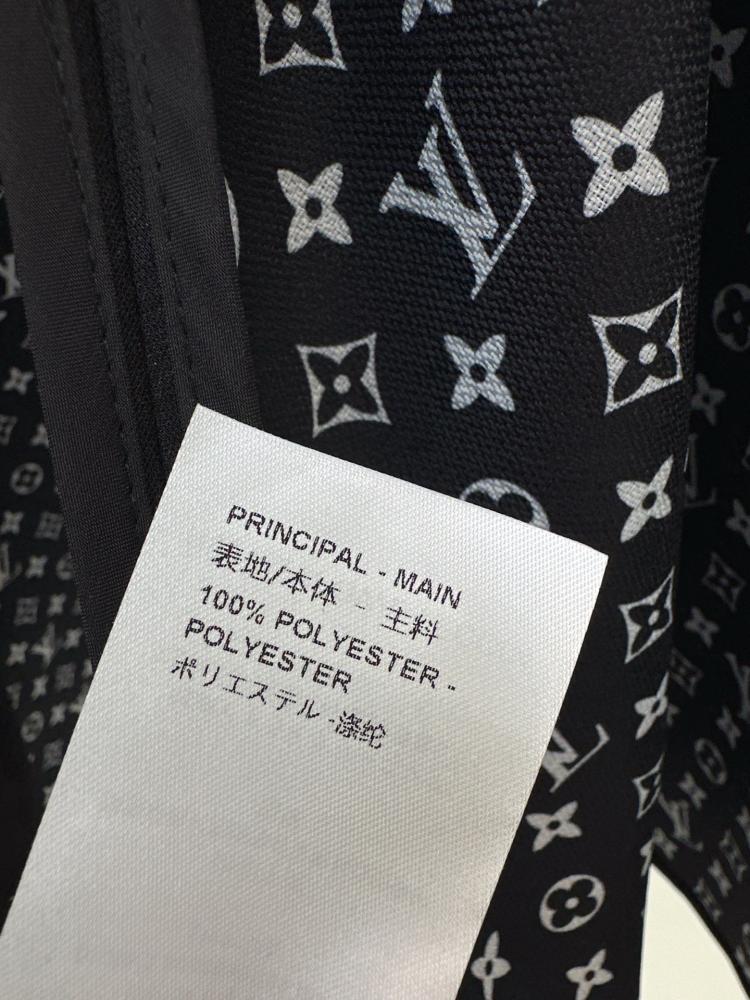 PRINCIPAL - MAIN
表地/本体 - 主料
100% POLYESTER -
POLYESTER
ポリエステル -涤纶